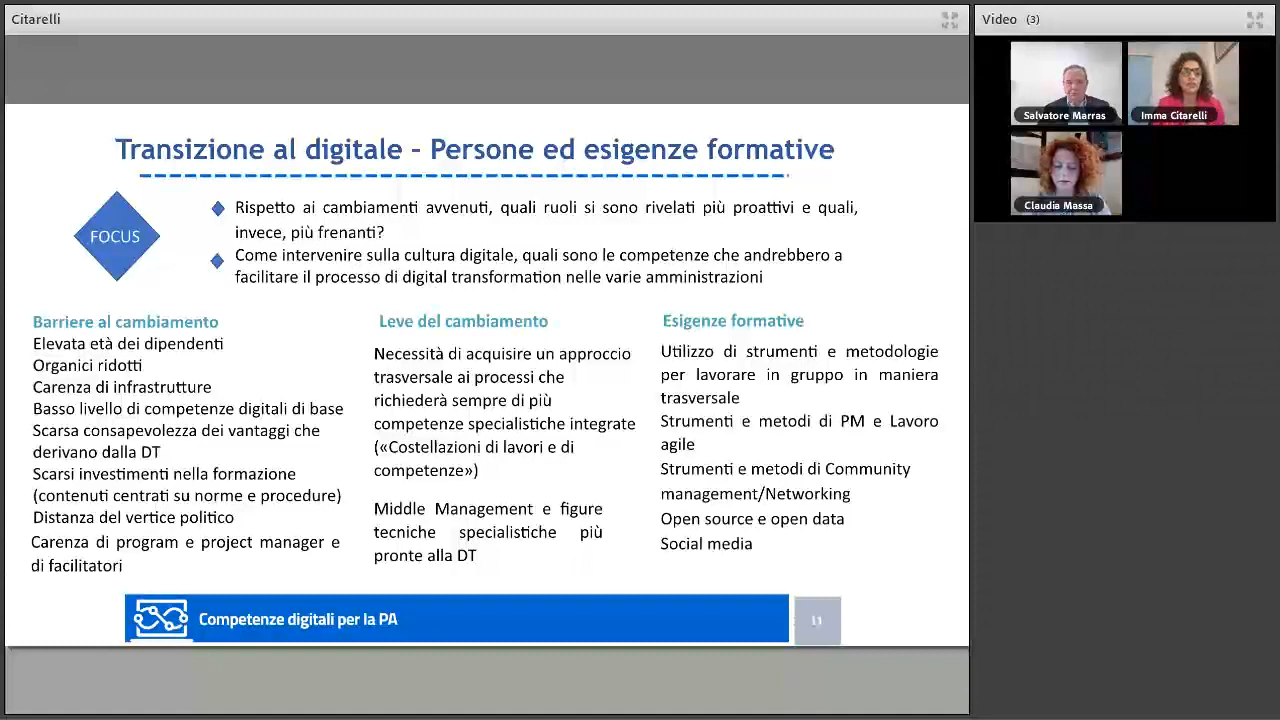 Citarelli
Video (3)
Salvatore Marras
Imma Citarelli
Claudia Massa
Transizione al digitale – Persone ed esigenze formative
FOCUS
Rispetto ai cambiamenti avvenuti, quali ruoli si sono rivelati più proattivi e quali,
invece, più frenanti?
Come intervenire sulla cultura digitale, quali sono le competenze che andrebbero a
facilitare il processo di digital transformation nelle varie amministrazioni
Barriere al cambiamento
Elevata età dei dipendenti
Organici ridotti
Carenza di infrastrutture
Basso livello di competenze digitali di base
Scarsa consapevolezza dei vantaggi che
derivano dalla DT
Scarsi investimenti nella formazione
(contenuti centrati su norme e procedure)
Distanza del vertice politico
Carenza di program e project manager e
di facilitatori
Leve del cambiamento
Necessità di acquisire un approccio
trasversale ai processi che
richiederà sempre di più
competenze specialistiche integrate
(«Costellazioni di lavori e di
competenze»)
Middle Management e figure
tecniche specialistiche più
pronte alla DT
Esigenze formative
Utilizzo di strumenti e metodologie
per lavorare in gruppo in maniera
trasversale
Strumenti e metodi di PM e Lavoro
agile
Strumenti e metodi di Community
management/Networking
Open source e open data
Social media
Competenze digitali per la PA
11